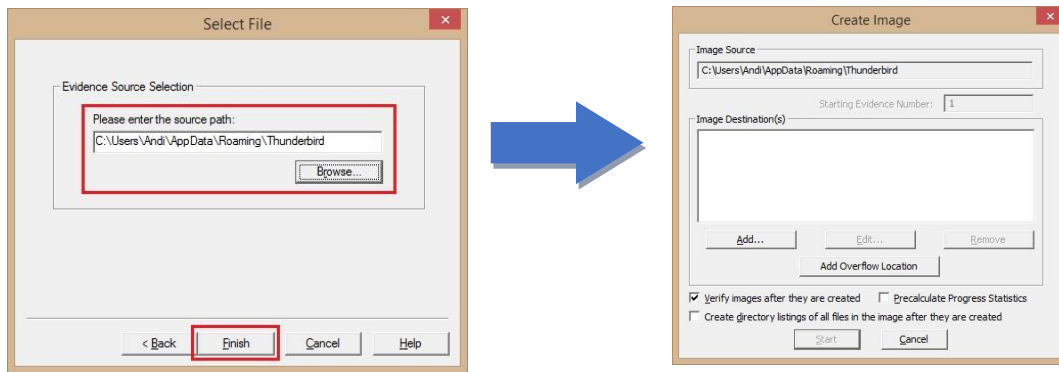 Select File
Evidence Source Selection
Please enter the source path:
C:\Users\Andi\AppData\Roaming\Thunderbird
Browse...
< Back
Finish
Cancel
Help
Create Image
Image Source
C:\Users\Andi\AppData\Roaming\Thunderbird
Starting Evidence Number: 1
Image Destination(s)
Add...
Edit...
Remove
Add Overflow Location
Verify images after they are created
Precalculate Progress Statistics
Create directory listings of all files in the image after they are created
Start
Cancel